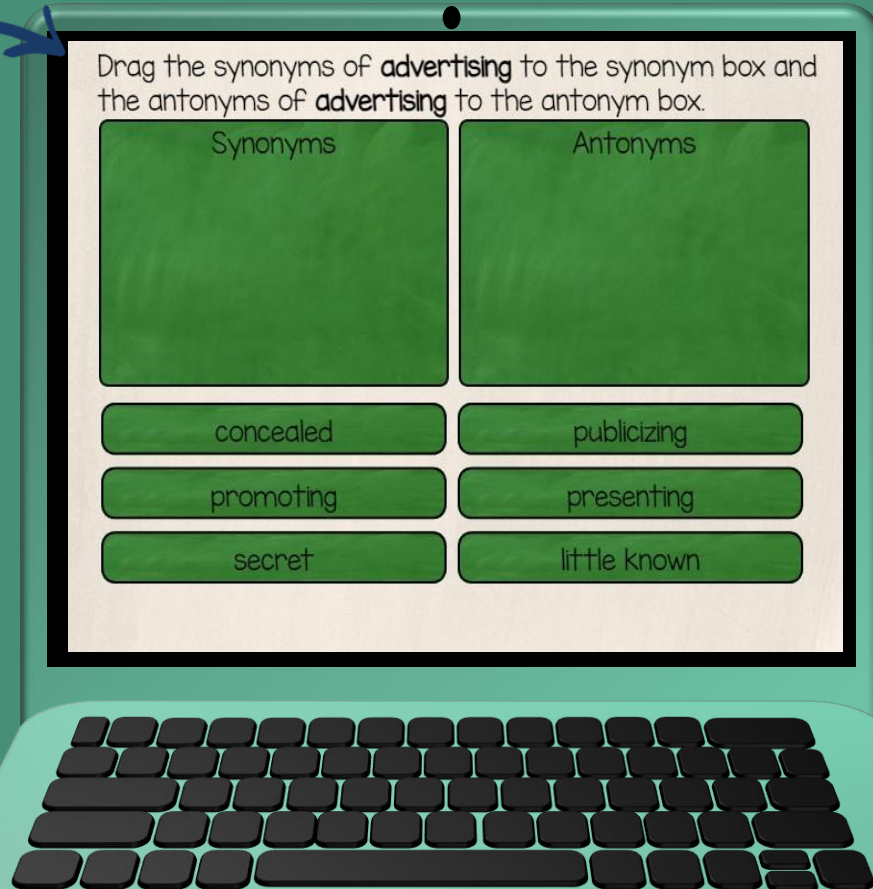 Drag the synonyms of advertising to the synonym box and
the antonyms of advertising to the antonym box.
Synonyms
Antonyms
concealed
publicizing
promoting
presenting
secret
little known